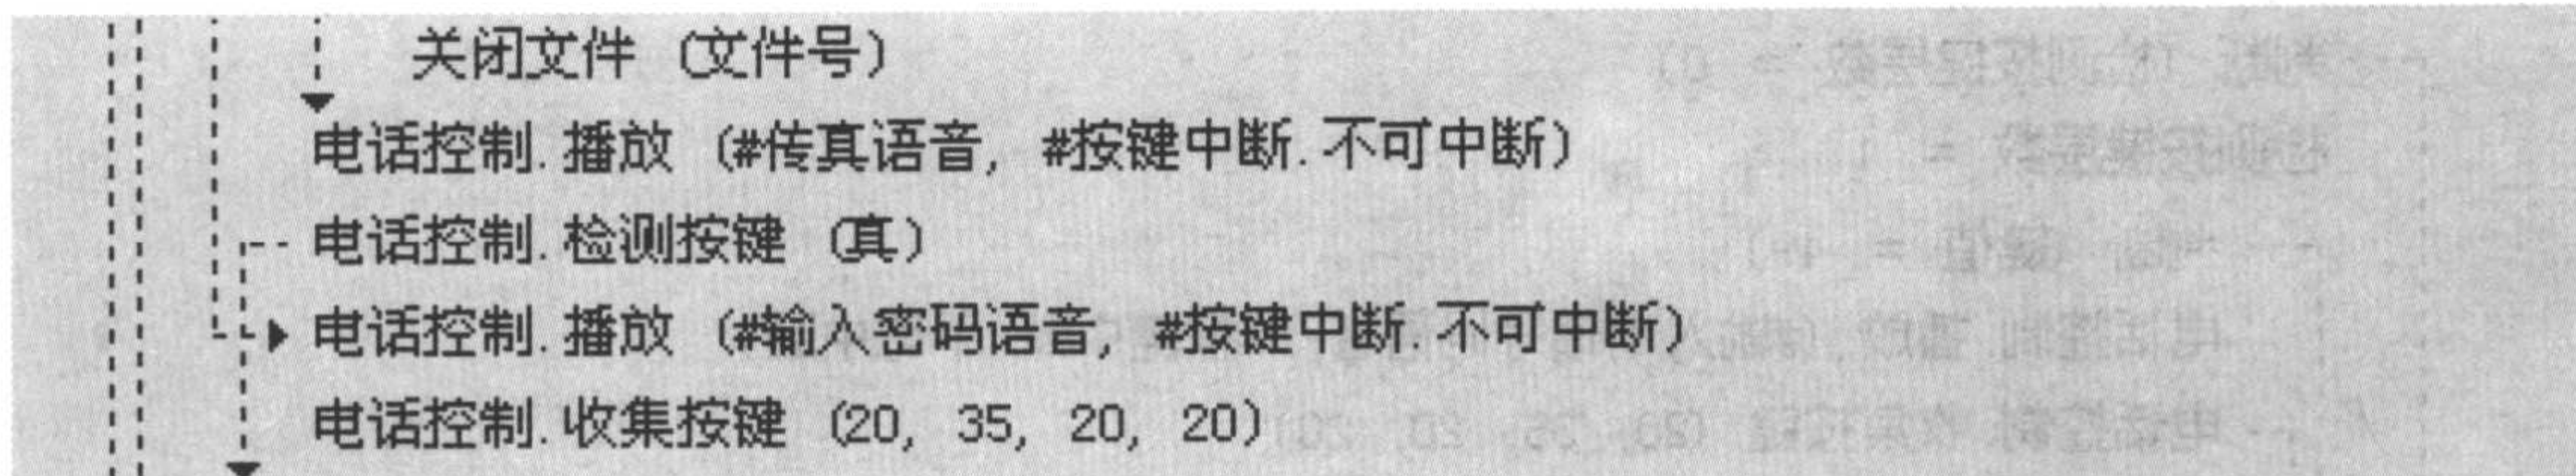 关闭文件 (文件号)
电话控制.播放 (#传真语音, #按键中断.不可中断)
电话控制.检测按键 (真)
电话控制.播放 (#输入密码语音, #按键中断.不可中断)
电话控制.收集按键 (20, 35, 20, 20)